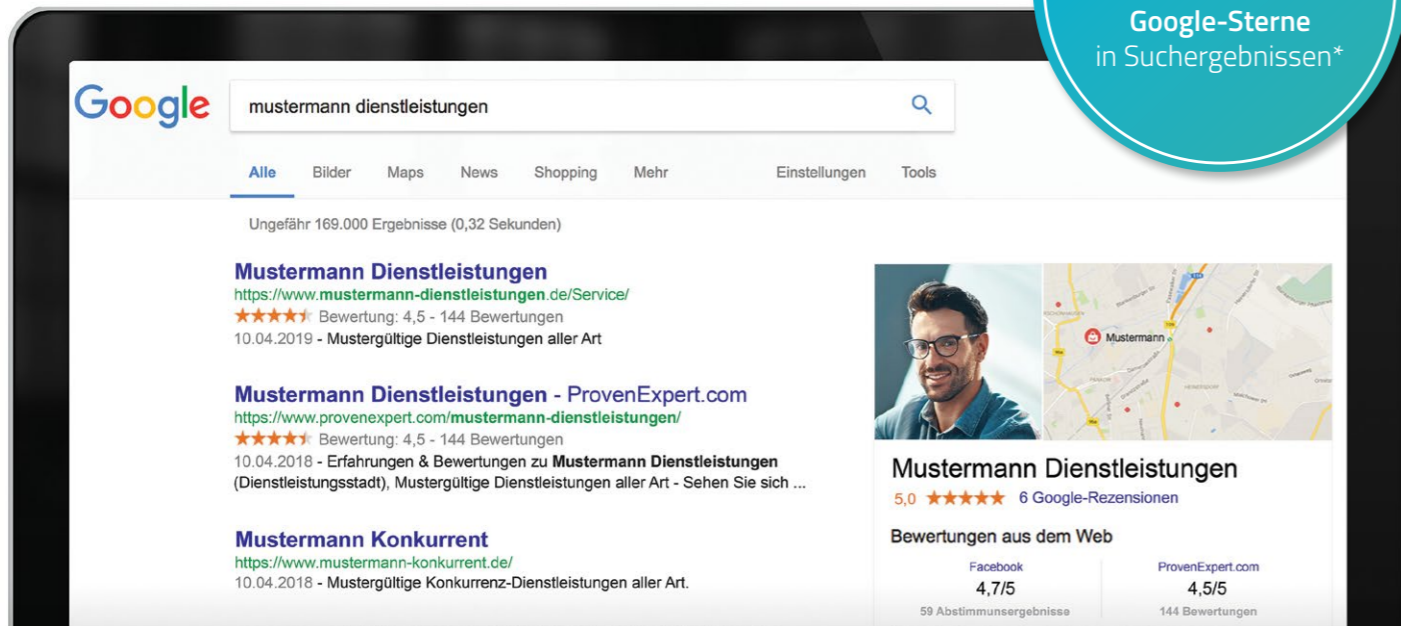 Google-Sterne
in Suchergebnissen*
Google
mustermann dienstleistungen
Alle Bilder Maps News Shopping Mehr Einstellungen Tools
Ungefähr 169.000 Ergebnisse (0,32 Sekunden)
Mustermann Dienstleistungen
https://www.mustermann-dienstleistungen.de/Service/
Bewertung: 4,5 - 144 Bewertungen
10.04.2019 - Mustergültige Dienstleistungen aller Art
Mustermann Dienstleistungen - ProvenExpert.com
https://www.provenexpert.com/mustermann-dienstleistungen/
Bewertung: 4,5 - 144 Bewertungen
10.04.2018 - Erfahrungen & Bewertungen zu Mustermann Dienstleistungen
(Dienstleistungsstadt), Mustergültige Dienstleistungen aller Art - Sehen Sie sich ...
Mustermann Konkurrent
https://www.mustermann-konkurrent.de/
10.04.2018 - Mustergültige Konkurrenz-Dienstleistungen aller Art.
Mustermann
Mustermann Dienstleistungen
5,0 6 Google-Rezensionen
Bewertungen aus dem Web
Facebook ProvenExpert.com
4,7/5 4,5/5
59 Abstimmunsergebnisse 144 Bewertungen